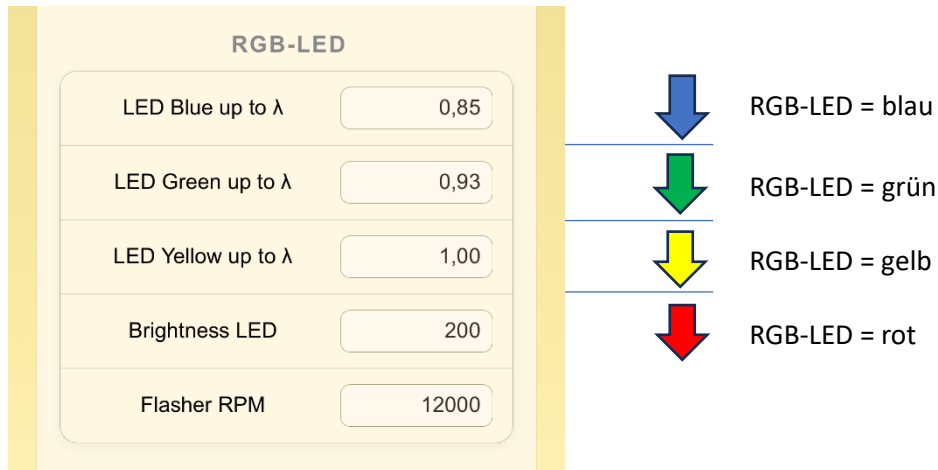 RGB-LED
LED Blue up to λ 0,85 RGB-LED = blau
LED Green up to λ 0,93 RGB-LED = grün
LED Yellow up to λ 1,00 RGB-LED = gelb
Brightness LED 200 RGB-LED = rot
Flasher RPM 12000